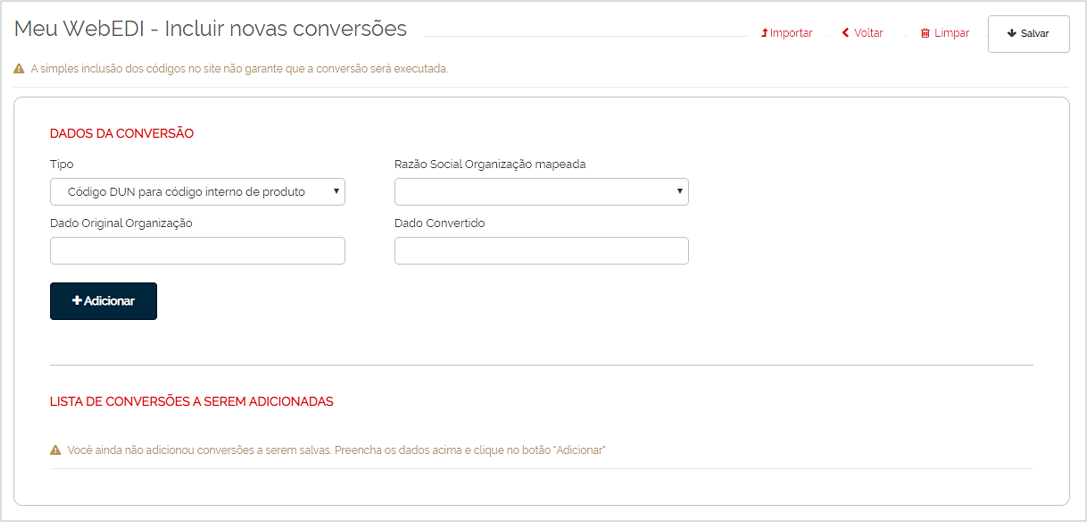 Meu WebEDI - Incluir novas conversões
Importar
Voltar
Limpar
Salvar
A simples inclusão dos códigos no site não garante que a conversão será executada.
DADOS DA CONVERSÃO
Tipo
Razão Social Organização mapeada
Código DUN para código interno de produto
Dado Original Organização
Dado Convertido
Adicionar
LISTA DE CONVERSÕES A SEREM ADICIONADAS
Você ainda não adicionou conversões a serem salvas. Preencha os dados acima e clique no botão "Adicionar"